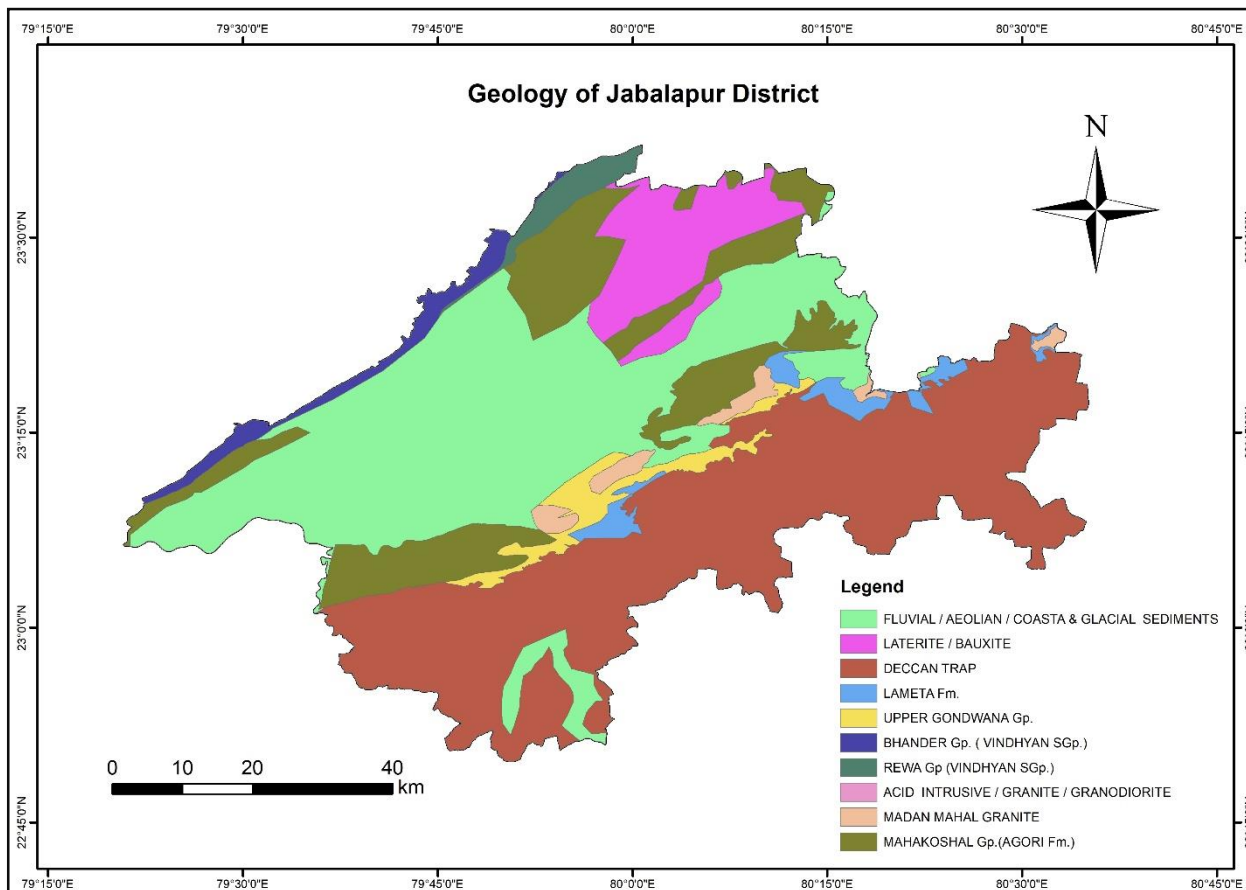 79°15'0"E 79°30'0"E 79°45'0"E 80°0'0"E 80°15'0"E 80°30'0"E 80°45'0"E
Geology of Jabalapur District
N
23°30'0"N
23°15'0"N
23°0'0"N
22°45'0"N
Legend
FLUVIAL / AEOLIAN / COASTA & GLACIAL SEDIMENTS
LATERITE / BAUXITE
DECCAN TRAP
LAMETA Fm.
UPPER GONDWANA Gp.
BHANDER Gp. ( VINDHYAN SGp.)
REWA Gp (VINDHYAN SGp.)
ACID INTRUSIVE / GRANITE / GRANODIORITE
MADAN MAHAL GRANITE
MAHAKOSHAL Gp.(AGORI Fm.)
0 10 20 40
km
79°15'0"E 79°30'0"E 79°45'0"E 80°0'0"E 80°15'0"E 80°30'0"E 80°45'0"E